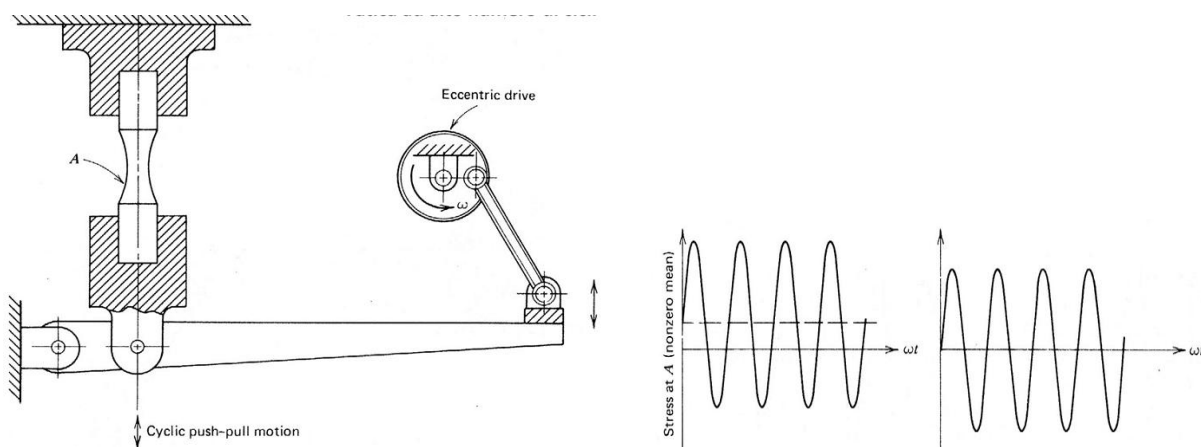 Eccentric drive
A
ω
Cyclic push–pull motion
Stress at A (nonzero mean)
ωt